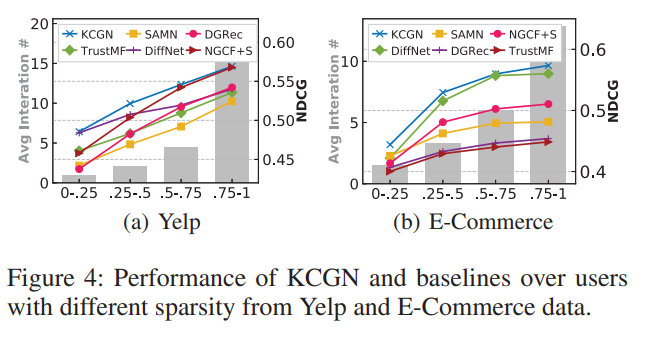 20
15
10
5
0
Avg Interation #
KCGN SAMN DGRec
TrustMF DiffNet NGCF+S
0.60
0.55
0.50
0.45
NDCG
0-.25 .25-.5 .5-.75 .75-1
(a) Yelp
10
5
0
Avg Interation #
KCGN SAMN NGCF+S
DiffNet DGRec TrustMF
0.6
0.5
0.4
NDCG
0-.25 .25-.5 .5-.75 .75-1
(b) E-Commerce
Figure 4: Performance of KCGN and baselines over users
with different sparsity from Yelp and E-Commerce data.